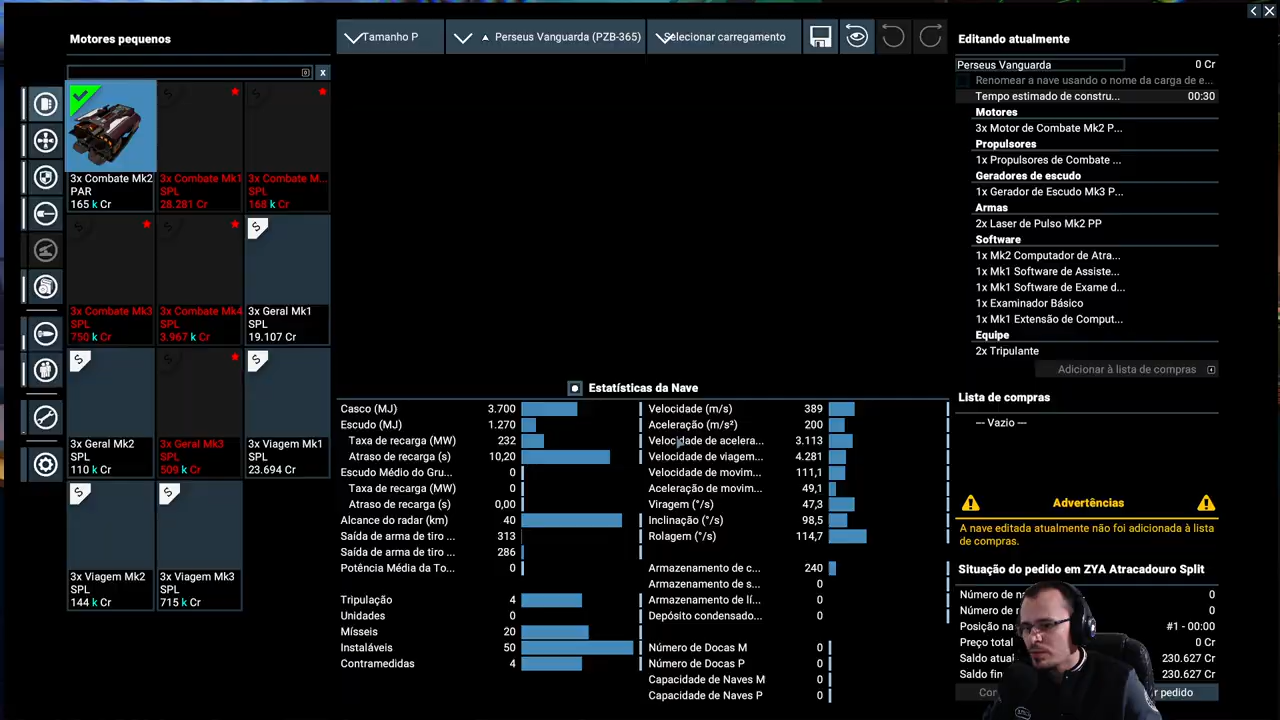 Motores pequenos
x
3x Combate Mk2
PAR
165 k Cr
3x Combate Mk1
SPL
28.281 Cr
3x Combate M...
SPL
168 k Cr
3x Combate Mk3
SPL
750 k Cr
3x Combate Mk4
SPL
3.967 k Cr
3x Geral Mk1
SPL
19.107 Cr
3x Geral Mk2
SPL
110 k Cr
3x Geral Mk3
SPL
509 k Cr
3x Viagem Mk1
SPL
23.694 Cr
3x Viagem Mk2
SPL
144 k Cr
3x Viagem Mk3
SPL
715 k Cr
Tamanho P
Perseus Vanguarda (PZB-365)
Selecionar carregamento
Estatísticas da Nave
Casco (MJ) 3.700
Escudo (MJ) 1.270
Taxa de recarga (MW) 232
Atraso de recarga (s) 10,20
Escudo Médio do Gru... 0
Taxa de recarga (MW) 0
Atraso de recarga (s) 0,00
Alcance do radar (km) 40
Saída de arma de tiro ... 313
Saída de arma de tiro ... 286
Potência Média da To... 0
Tripulação 4
Unidades 0
Mísseis 20
Instaláveis 50
Contramedidas 4
Velocidade (m/s) 389
Aceleração (m/s²) 200
Velocidade de acelera... 3.113
Velocidade de viagem... 4.281
Velocidade de movim... 111,1
Aceleração de movim... 49,1
Viragem (°/s) 47,3
Inclinação (°/s) 98,5
Rolagem (°/s) 114,7
Armazenamento de c... 240
Armazenamento de s... 0
Armazenamento de lí... 0
Depósito condensado... 0
Número de Docas M 0
Número de Docas P 0
Capacidade de Naves M 0
Capacidade de Naves P 0
Editando atualmente
Perseus Vanguarda 0 Cr
Renomear a nave usando o nome da carga de e...
Tempo estimado de constru... 00:30
Motores
3x Motor de Combate Mk2 P...
Propulsores
1x Propulsores de Combate ...
Geradores de escudo
1x Gerador de Escudo Mk3 P...
Armas
2x Laser de Pulso Mk2 PP
Software
1x Mk2 Computador de Atra...
1x Mk1 Software de Assiste...
1x Mk1 Software de Exame d...
1x Examinador Básico
1x Mk1 Extensão de Comput...
Equipe
2x Tripulante
Adicionar à lista de compras
Lista de compras
--- Vazio ---
Advertências
A nave editada atualmente não foi adicionada à lista
de compras.
Situação do pedido em ZYA Atracadouro Split
Número de na 0
Número de 0
Posição na #1 - 00:00
Preço total 0 Cr
Saldo atua 230.627 Cr
Saldo fin 230.627 Cr
r pedido